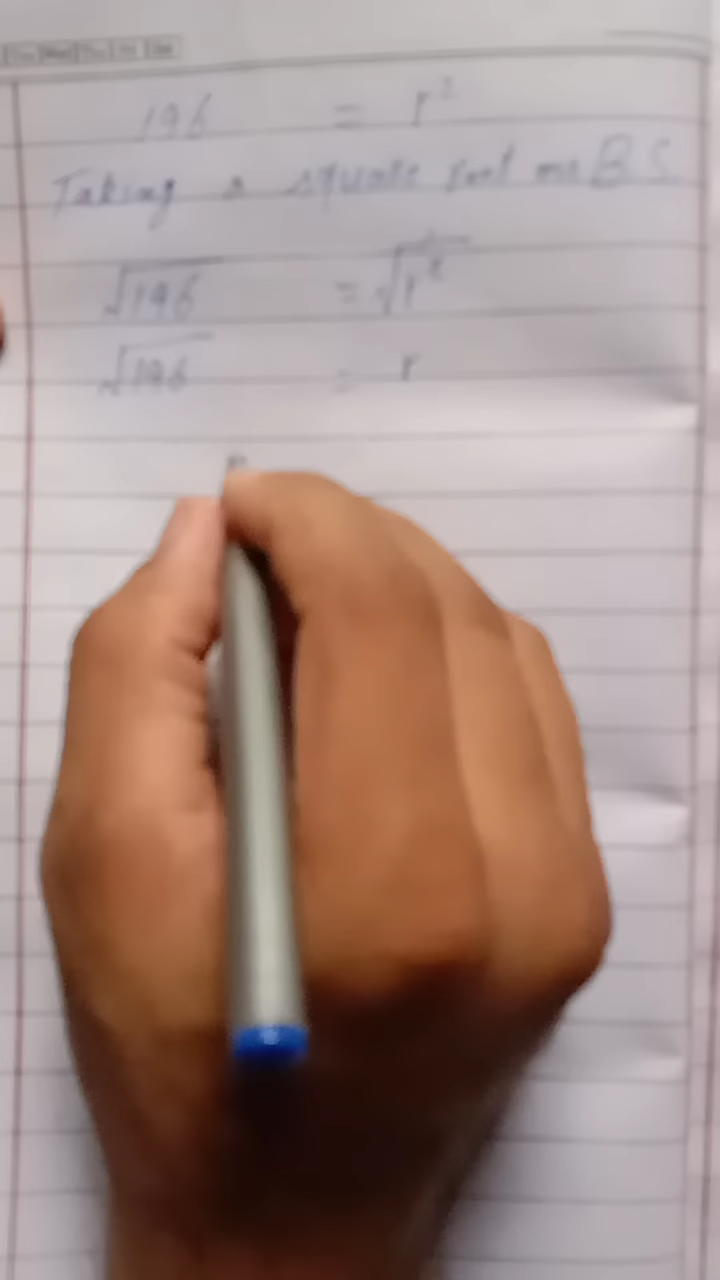 196 = r²
Taking a square root on B.S
√196 = √r²
√196 = r